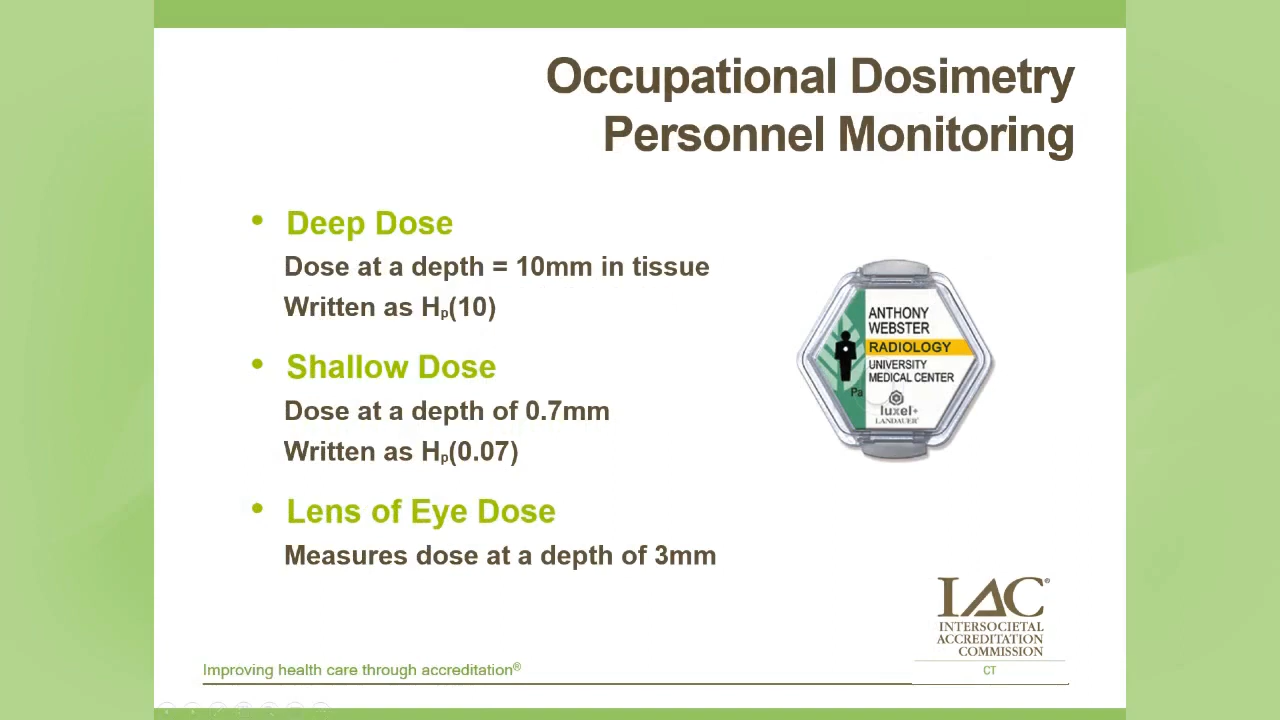 Occupational Dosimetry
Personnel Monitoring
• Deep Dose
Dose at a depth = 10mm in tissue
Written as Hₚ(10)
• Shallow Dose
Dose at a depth of 0.7mm
Written as Hₚ(0.07)
• Lens of Eye Dose
Measures dose at a depth of 3mm
ANTHONY
WEBSTER
RADIOLOGY
UNIVERSITY
MEDICAL CENTER
Pa
luxel+
LANDAUER®
IAC®
INTERSOCIETAL
ACCREDITATION
COMMISSION
CT
Improving health care through accreditation®